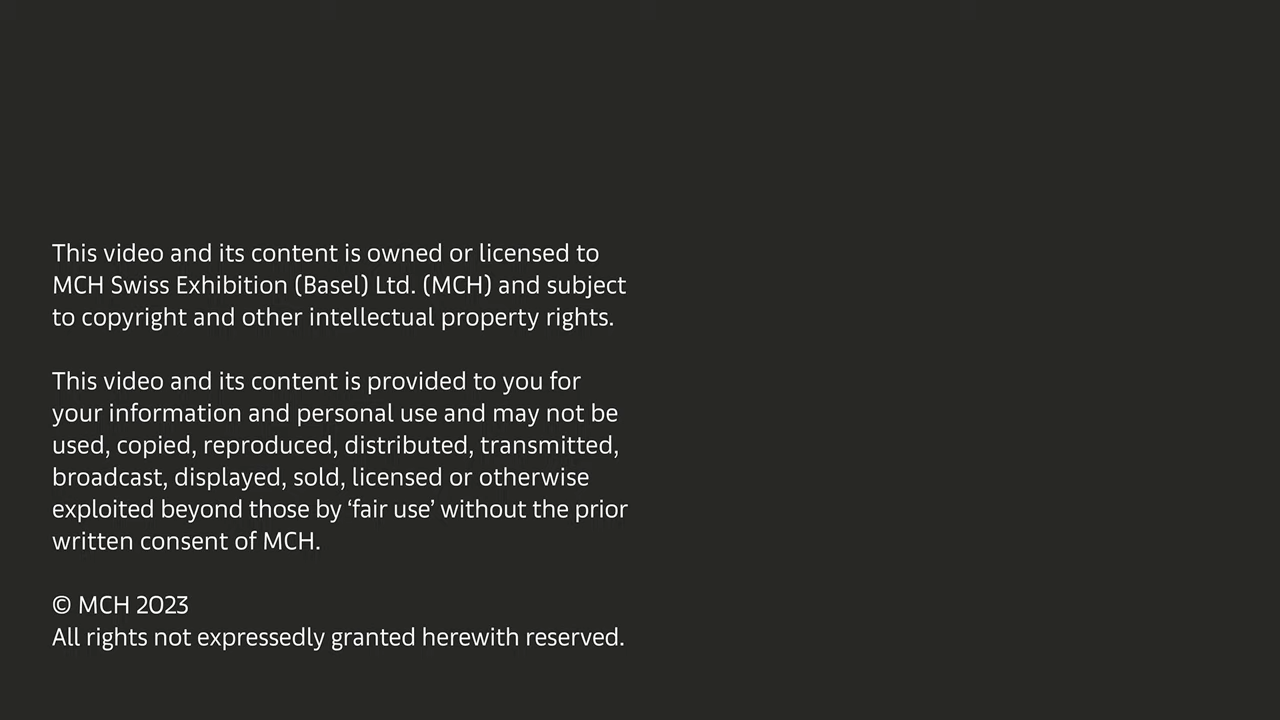 This video and its content is owned or licensed to
MCH Swiss Exhibition (Basel) Ltd. (MCH) and subject
to copyright and other intellectual property rights.
This video and its content is provided to you for
your information and personal use and may not be
used, copied, reproduced, distributed, transmitted,
broadcast, displayed, sold, licensed or otherwise
exploited beyond those by ‘fair use’ without the prior
written consent of MCH.
© MCH 2023
All rights not expressedly granted herewith reserved.